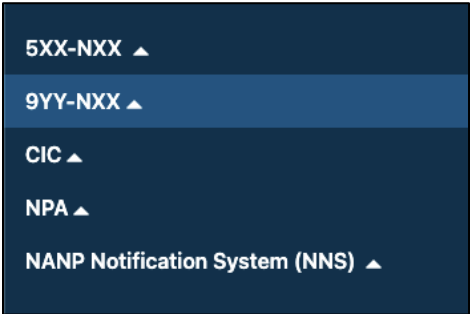 5XX-NXX
9YY-NXX
CIC
NPA
NANP Notification System (NNS)